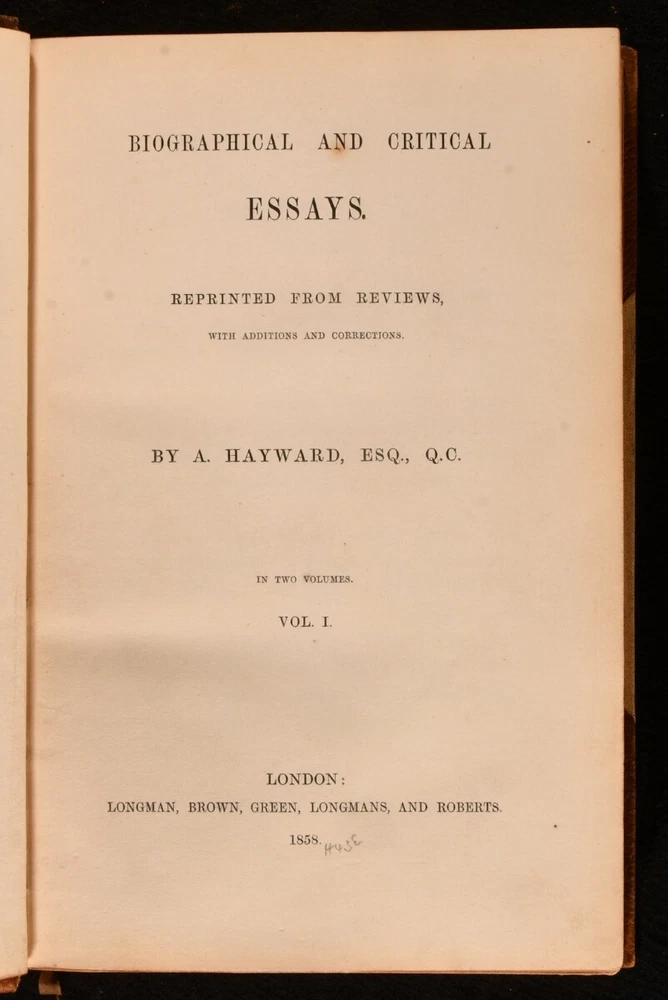 BIOGRAPHICAL AND CRITICAL
ESSAYS.
REPRINTED FROM REVIEWS,
WITH ADDITIONS AND CORRECTIONS.
BY A. HAYWARD, ESQ., Q.C.
IN TWO VOLUMES.
VOL. I.
LONDON:
LONGMAN, BROWN, GREEN, LONGMANS, AND ROBERTS.
1858.